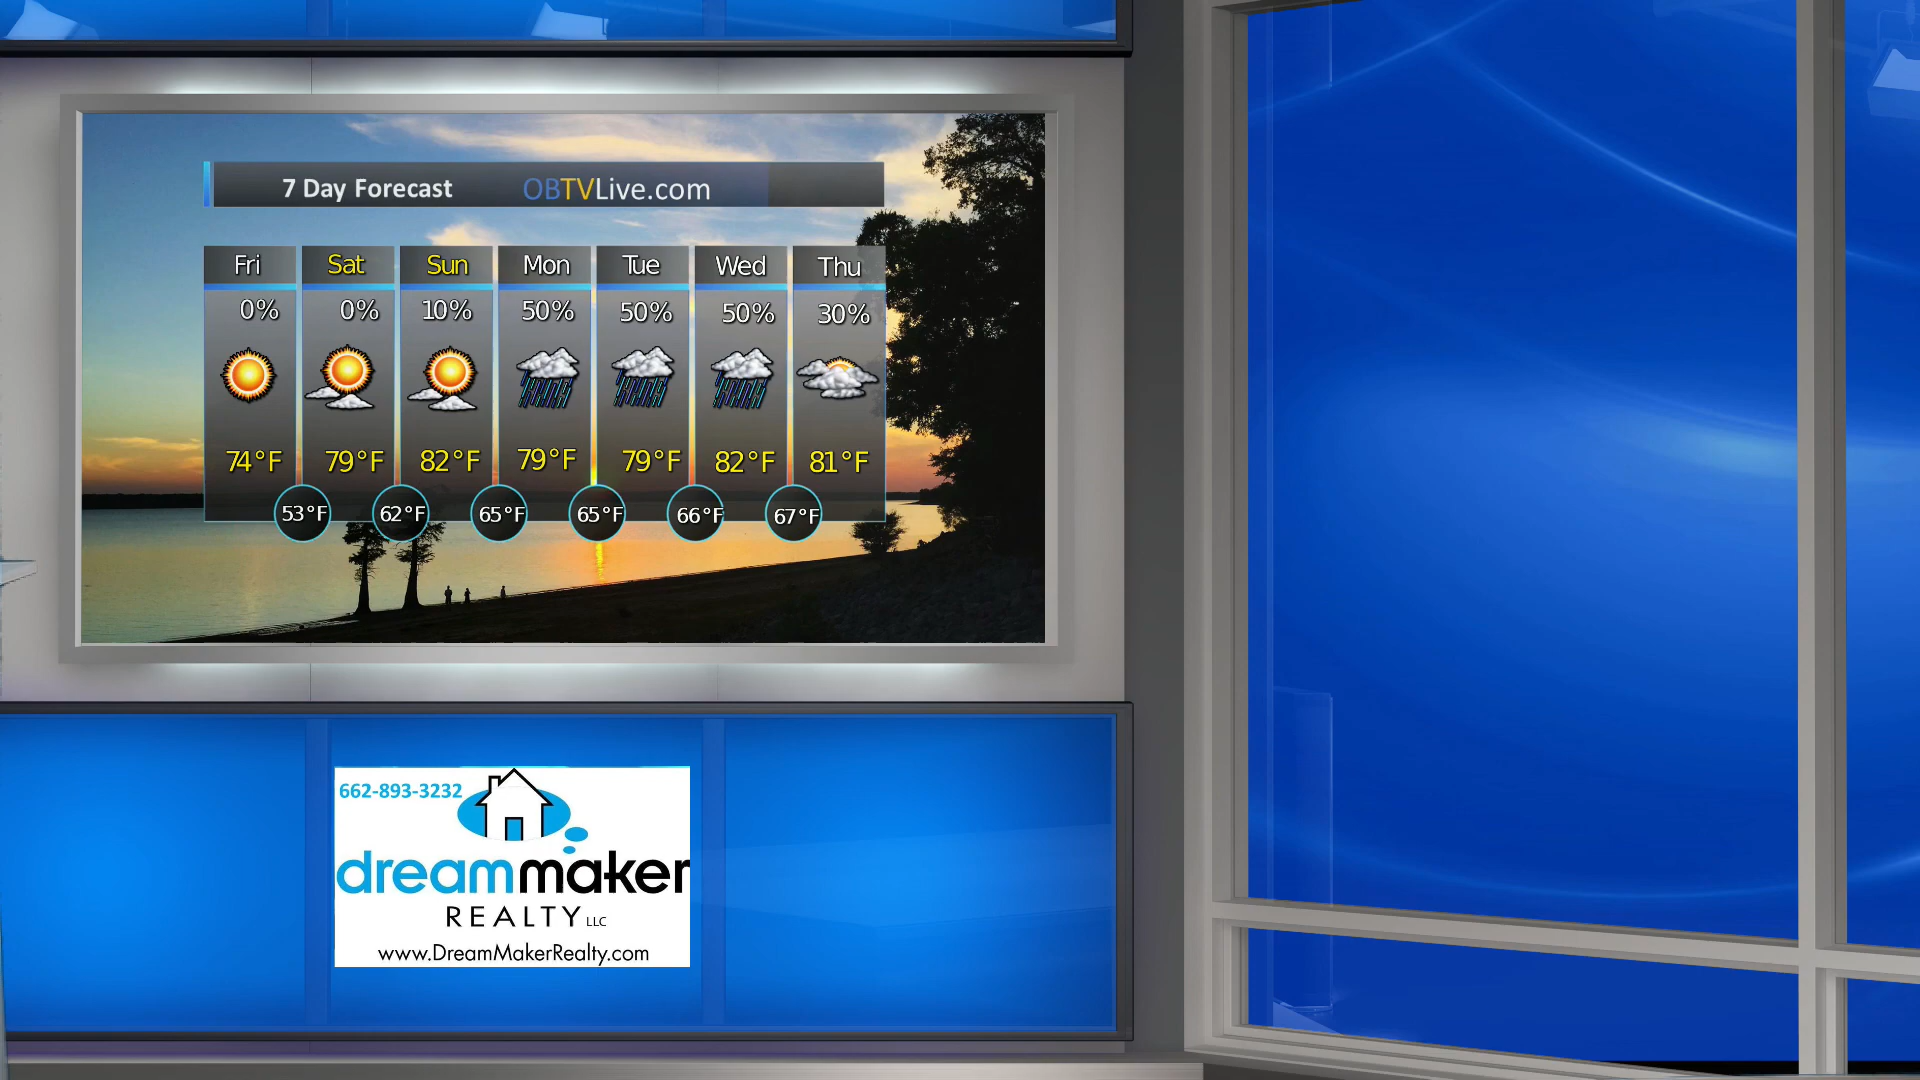 7 Day Forecast OBTVLive.com
Fri Sat Sun Mon Tue Wed Thu
0% 0% 10% 50% 50% 50% 30%
74°F 79°F 82°F 79°F 79°F 82°F 81°F
53°F 62°F 65°F 65°F 66°F 67°F
662-893-3232
dreammaker
REALTY LLC
www.DreamMakerRealty.com